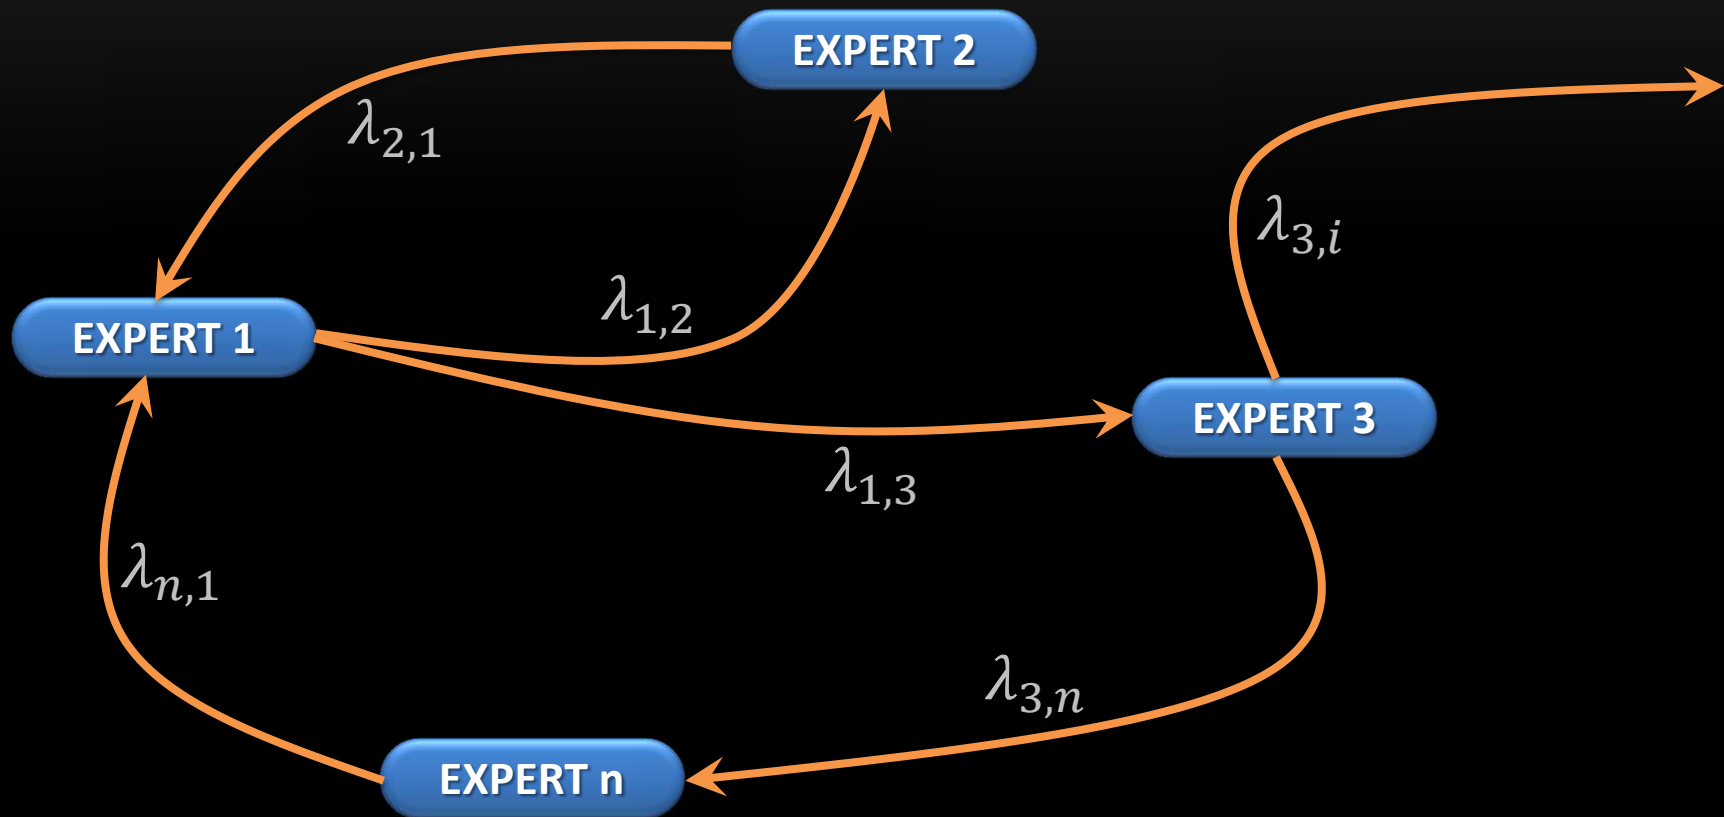 EXPERT 2
λ2,1
λ3,i
λ1,2
EXPERT 1
EXPERT 3
λ1,3
λn,1
λ3,n
EXPERT n